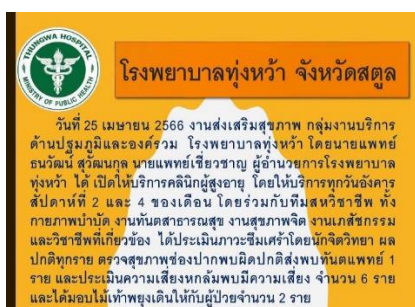 THUNGWA HOSPITAL
MINISTRY OF PUBLIC HEALTH
โรงพยาบาลทุ่งหว้า จังหวัดสตูล
วันที่ 25 เมษายน 2566 งานส่งเสริมสุขภาพ กลุ่มงานบริการ
ด้านปฐมภูมิและองค์รวม โรงพยาบาลทุ่งหว้า โดยนายแพทย์
ธนวัฒน์ สุวัฒนกุล นายแพทย์เชี่ยวชาญ ผู้อำนวยการโรงพยาบาล
ทุ่งหว้า ได้ เปิดให้บริการคลินิกผู้สูงอายุ โดยให้บริการทุกวันอังคาร
สัปดาห์ที่ 2 และ 4 ของเดือน โดยร่วมกับทีมสหวิชาชีพ ทั้ง
กายภาพบำบัด งานทันตสาธารณสุข งานสุขภาพจิต งานเภสัชกรรม
และวิชาชีพที่เกี่ยวข้อง ได้ประเมินภาวะซึมเศร้าโดยนักจิตวิทยา ผล
ปกติทุกราย ตรวจสุขภาพช่องปากพบผิดปกติส่งพบทันตแพทย์ 1
ราย และประเมินความเสี่ยงหกล้มพบมีความเสี่ยง จำนวน 6 ราย
และได้มอบไม้เท้าพยุงเดินให้กับผู้ป่วยจำนวน 2 ราย